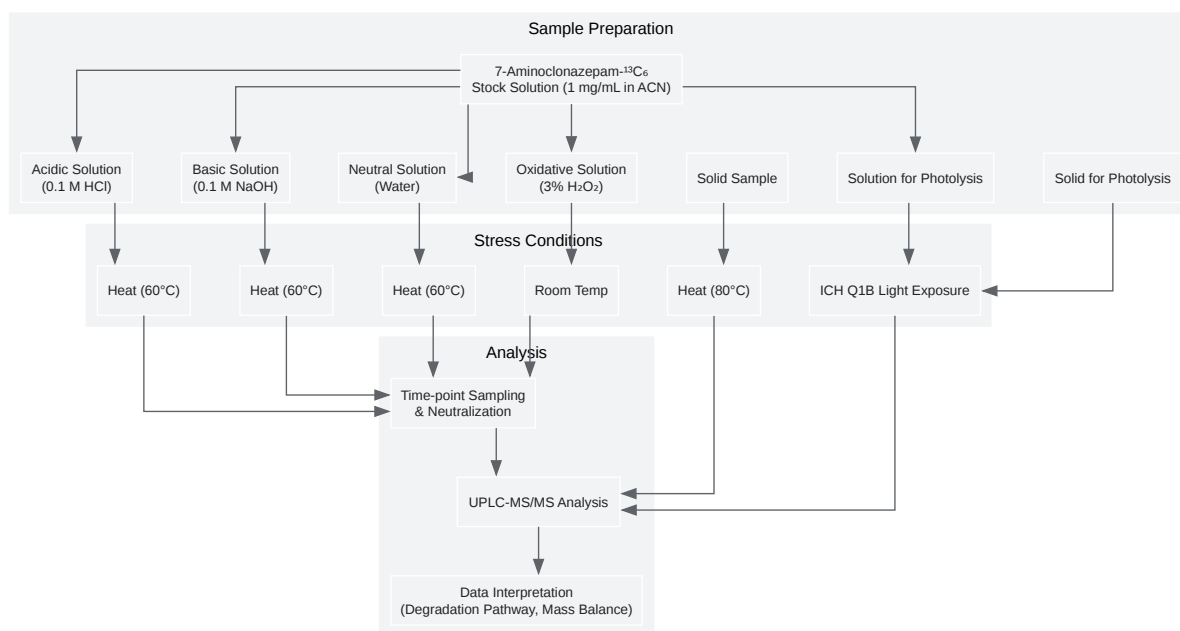 Sample Preparation
7-Aminoclonazepam-¹³C₆
Stock Solution (1 mg/mL in ACN)
Acidic Solution
(0.1 M HCl)
Basic Solution
(0.1 M NaOH)
Neutral Solution
(Water)
Oxidative Solution
(3% H₂O₂)
Solid Sample
Solution for Photolysis
Solid for Photolysis
Stress Conditions
Heat (60°C)
Heat (60°C)
Heat (60°C)
Room Temp
Heat (80°C)
ICH Q1B Light Exposure
Analysis
Time-point Sampling
& Neutralization
UPLC-MS/MS Analysis
Data Interpretation
(Degradation Pathway, Mass Balance)